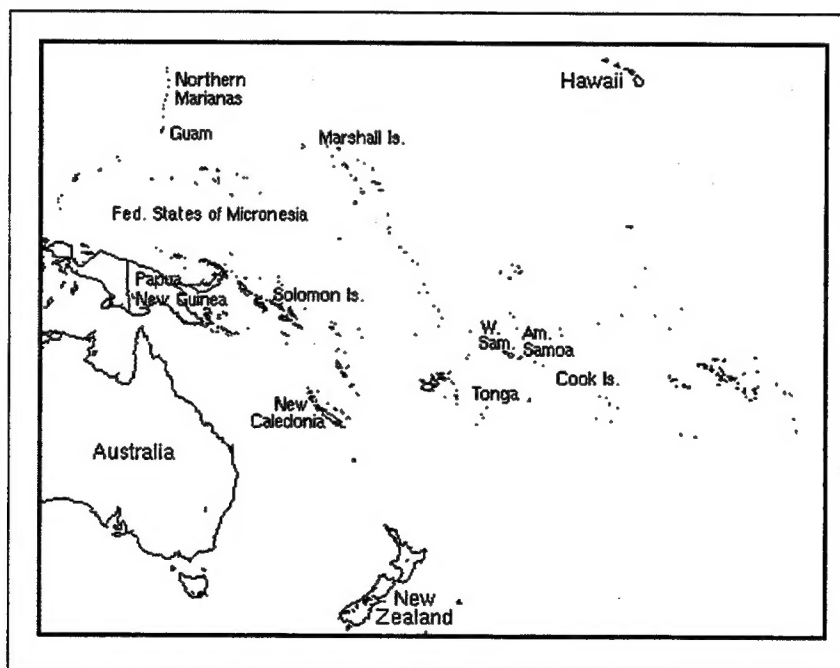 Northern
Marianas
Guam
Hawaii
Marshall Is.
Fed. States of Micronesia
Papua
New Guinea
Solomon Is.
W.
Sam.
Am.
Samoa
Cook Is.
Tonga
New
Caledonia
Australia
New
Zealand